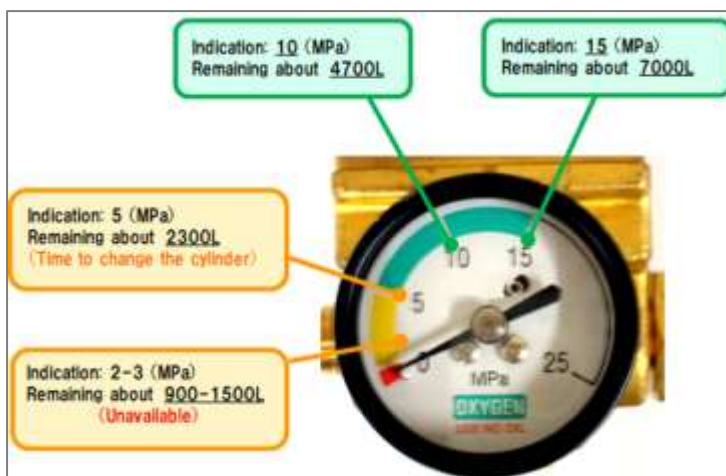 Indication: 10 (MPa)
Remaining about 4700L
Indication: 15 (MPa)
Remaining about 7000L
Indication: 5 (MPa)
Remaining about 2300L
(Time to change the cylinder)
Indication: 2-3 (MPa)
Remaining about 900-1500L
(Unavailable)
10
15
5
0
25
MPa
OXYGEN